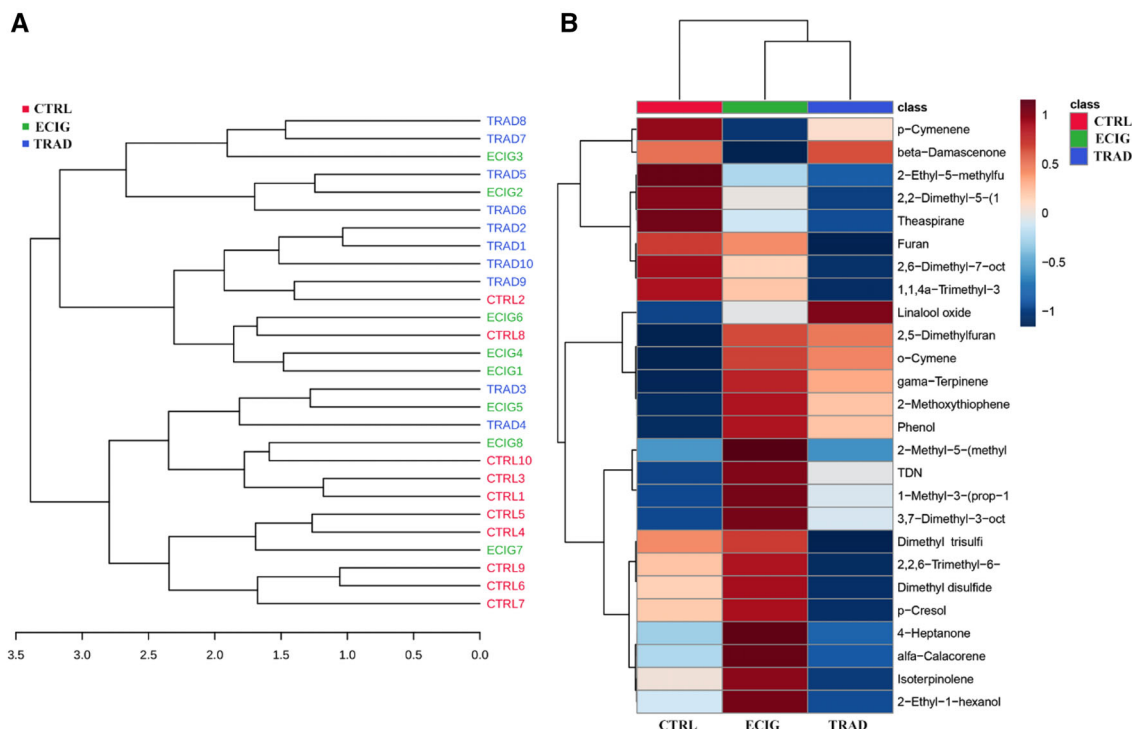 A
CTRL
ECIG
TRAD
TRAD8
TRAD7
ECIG3
TRAD5
ECIG2
TRAD6
TRAD2
TRAD1
TRAD10
TRAD9
CTRL2
ECIG6
CTRL8
ECIG4
ECIG1
TRAD3
ECIG5
TRAD4
ECIG8
CTRL10
CTRL3
CTRL1
CTRL5
CTRL4
ECIG7
CTRL9
CTRL6
CTRL7
3.5 3.0 2.5 2.0 1.5 1.0 0.5 0.0
B
class
p−Cymenene
beta−Damascenone
2−Ethyl−5−methylfu
2,2−Dimethyl−5−(1
Theaspirane
Furan
2,6−Dimethyl−7−oct
1,1,4a−Trimethyl−3
Linalool oxide
2,5−Dimethylfuran
o−Cymene
gama−Terpinene
2−Methoxythiophene
Phenol
2−Methyl−5−(methyl
TDN
1−Methyl−3−(prop−1
3,7−Dimethyl−3−oct
Dimethyl trisulfi
2,2,6−Trimethyl−6−
Dimethyl disulfide
p−Cresol
4−Heptanone
alfa−Calacorene
Isoterpinolene
2−Ethyl−1−hexanol
CTRL ECIG TRAD
1
0.5
0
−0.5
−1
class
CTRL
ECIG
TRAD